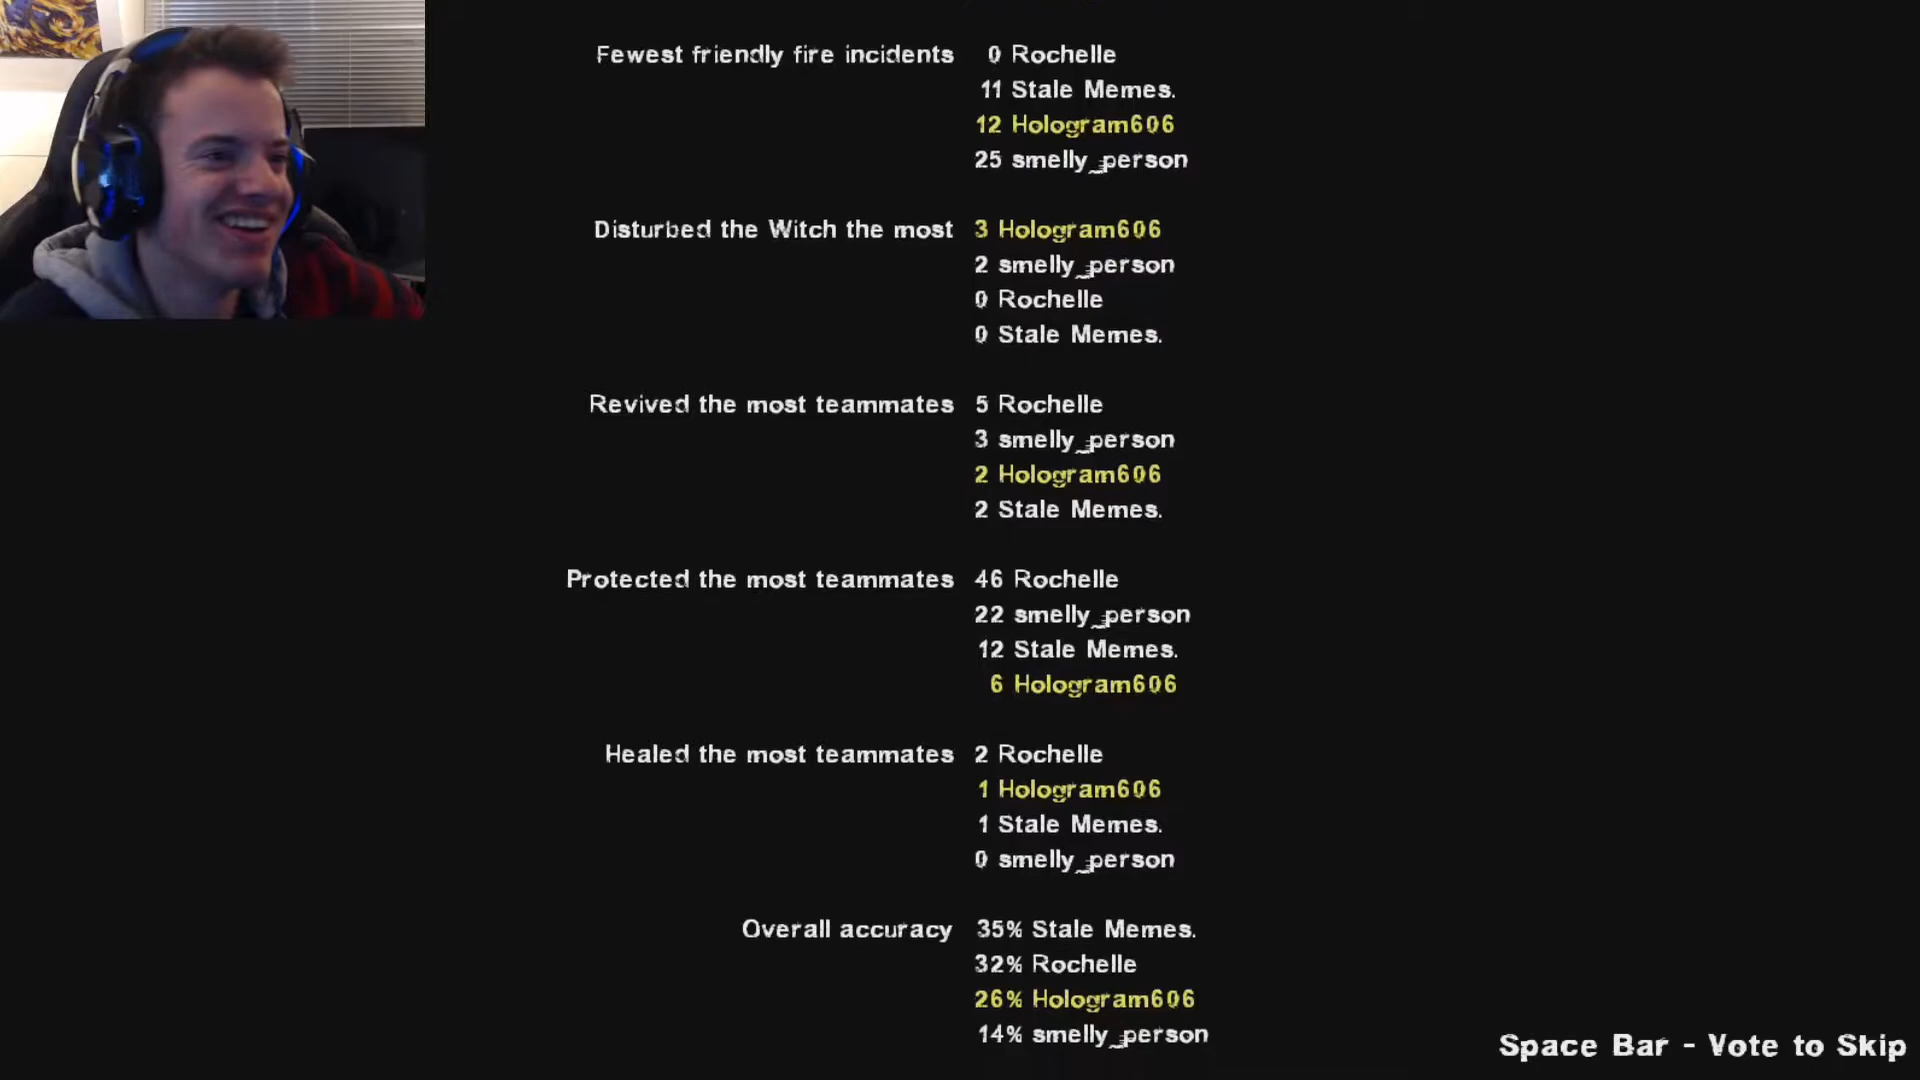 Fewest friendly fire incidents 0 Rochelle
11 Stale Memes.
12 Hologram606
25 smelly_person
Disturbed the Witch the most 3 Hologram606
2 smelly_person
0 Rochelle
0 Stale Memes.
Revived the most teammates 5 Rochelle
3 smelly_person
2 Hologram606
2 Stale Memes.
Protected the most teammates 46 Rochelle
22 smelly_person
12 Stale Memes.
6 Hologram606
Healed the most teammates 2 Rochelle
1 Hologram606
1 Stale Memes.
0 smelly_person
Overall accuracy 35% Stale Memes.
32% Rochelle
26% Hologram606
14% smelly_person
Space Bar - Vote to Skip